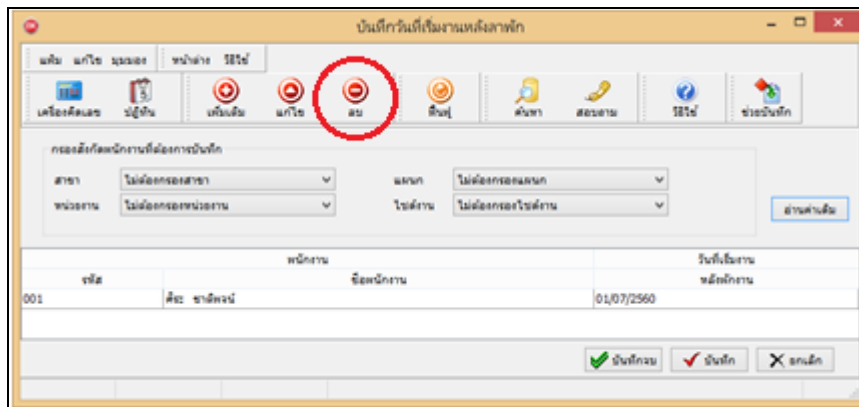 บันทึกวันที่เริ่มงานหลังลาพัก
แฟ้ม แก้ไข มุมมอง หน้าต่าง วิธีใช้
เครื่องคิดเลข ปฏิทิน เพิ่มเติม แก้ไข ลบ ฟื้นฟู ค้นหา สอบถาม วิธีใช้ ช่วยบันทึก
กรองสังกัดพนักงานที่ต้องการบันทึก
สาขา ไม่ต้องกรองสาขา แผนก ไม่ต้องกรองแผนก
หน่วยงาน ไม่ต้องกรองหน่วยงาน ไซต์งาน ไม่ต้องกรองไซต์งาน
อ่านค่าเดิม
พนักงาน วันที่เริ่มงาน
รหัส ชื่อพนักงาน หลังพักงาน
001 01/07/2560
บันทึกจบ บันทึก ยกเลิก